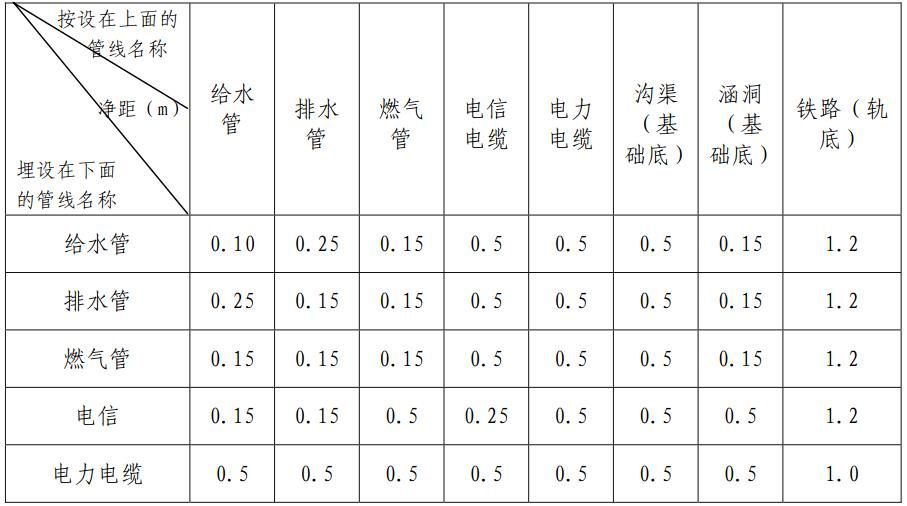 按设在上面的
管线名称
净距（m）
埋设在下面
的管线名称
给水
管
排水
管
燃气
管
电信
电缆
电力
电缆
沟渠
（基
础底）
涵洞
（基
础底）
铁路（轨
底）
给水管 0.10 0.25 0.15 0.5 0.5 0.5 0.15 1.2
排水管 0.25 0.15 0.15 0.5 0.5 0.5 0.15 1.2
燃气管 0.15 0.15 0.15 0.5 0.5 0.5 0.15 1.2
电信 0.15 0.15 0.5 0.25 0.5 0.5 0.5 1.2
电力电缆 0.5 0.5 0.5 0.5 0.5 0.5 0.5 1.0